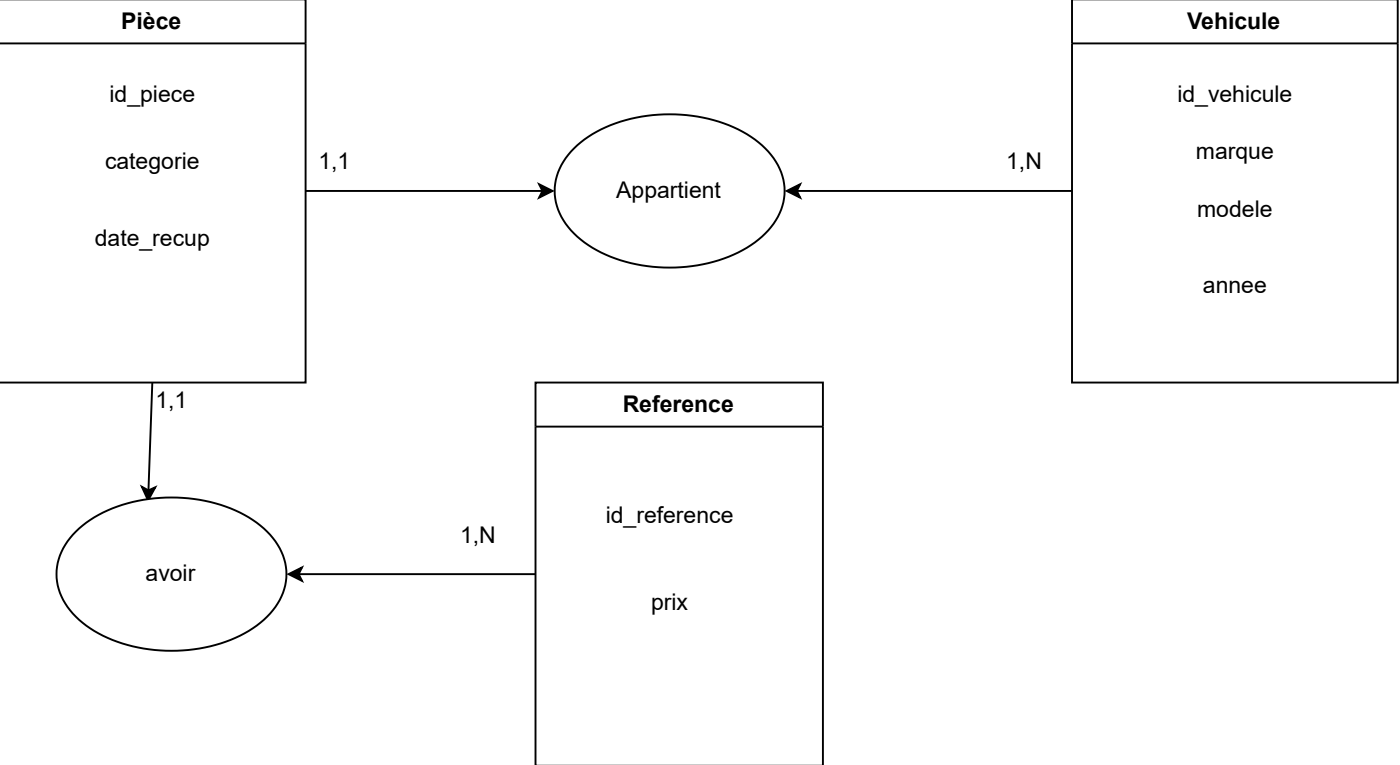 Pièce
id_piece
categorie
date_recup
1,1
Appartient
1,N
Vehicule
id_vehicule
marque
modele
annee
1,1
avoir
1,N
Reference
id_reference
prix